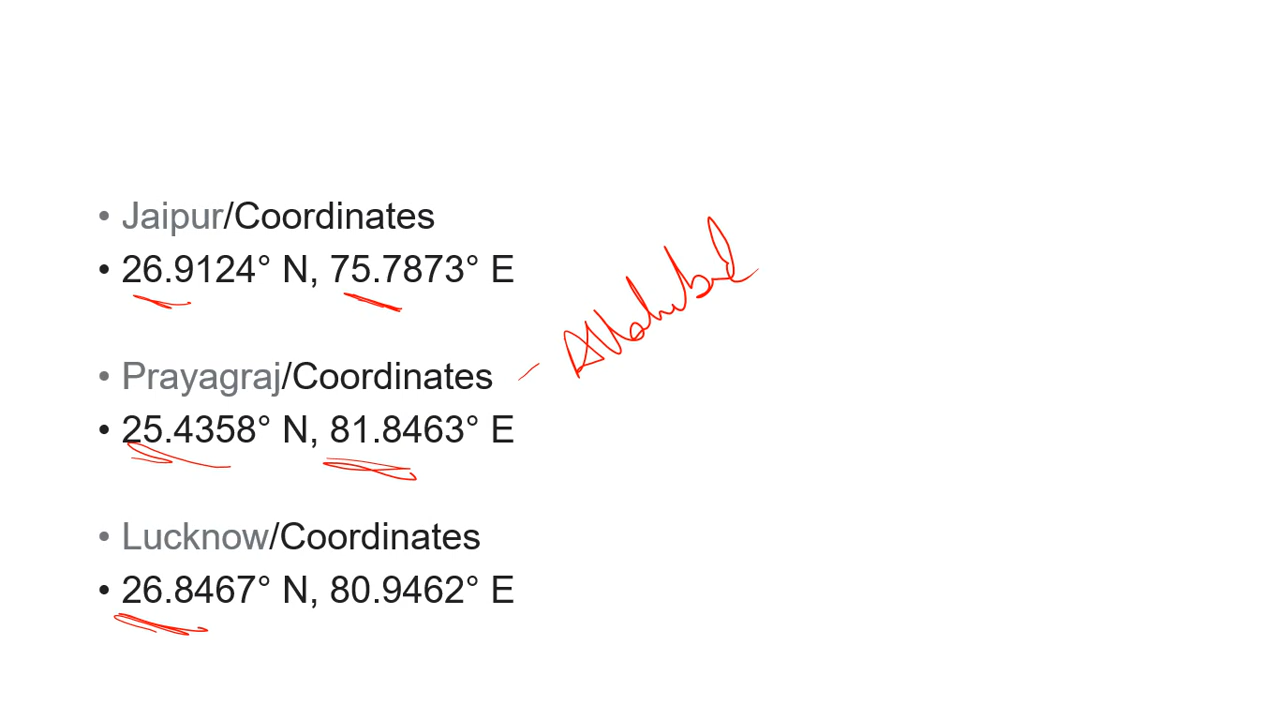 • Jaipur/Coordinates
• 26.9124° N, 75.7873° E
• Prayagraj/Coordinates - Allahabad
• 25.4358° N, 81.8463° E
• Lucknow/Coordinates
• 26.8467° N, 80.9462° E